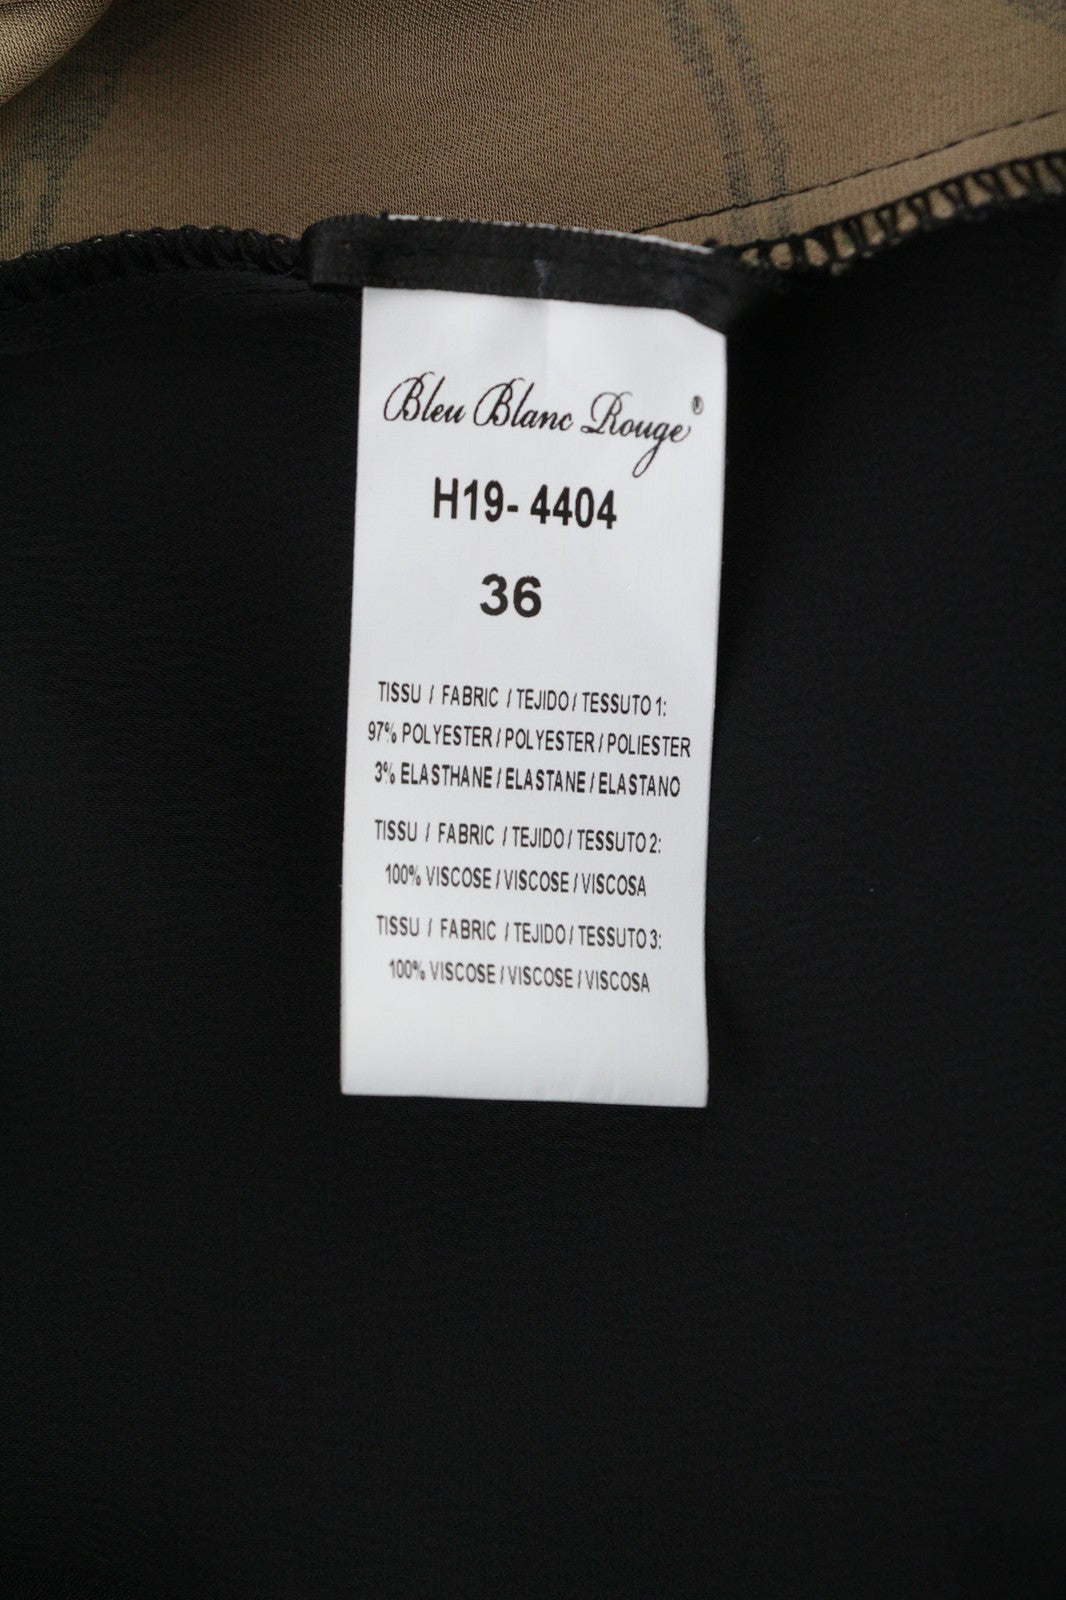 Bleu Blanc Rouge®
H19- 4404
36
TISSU / FABRIC / TEJIDO / TESSUTO 1:
97% POLYESTER / POLYESTER / POLIESTER
3% ELASTHANE / ELASTANE / ELASTANO
TISSU / FABRIC / TEJIDO / TESSUTO 2:
100% VISCOSE / VISCOSE / VISCOSA
TISSU / FABRIC / TEJIDO / TESSUTO 3:
100% VISCOSE / VISCOSE / VISCOSA